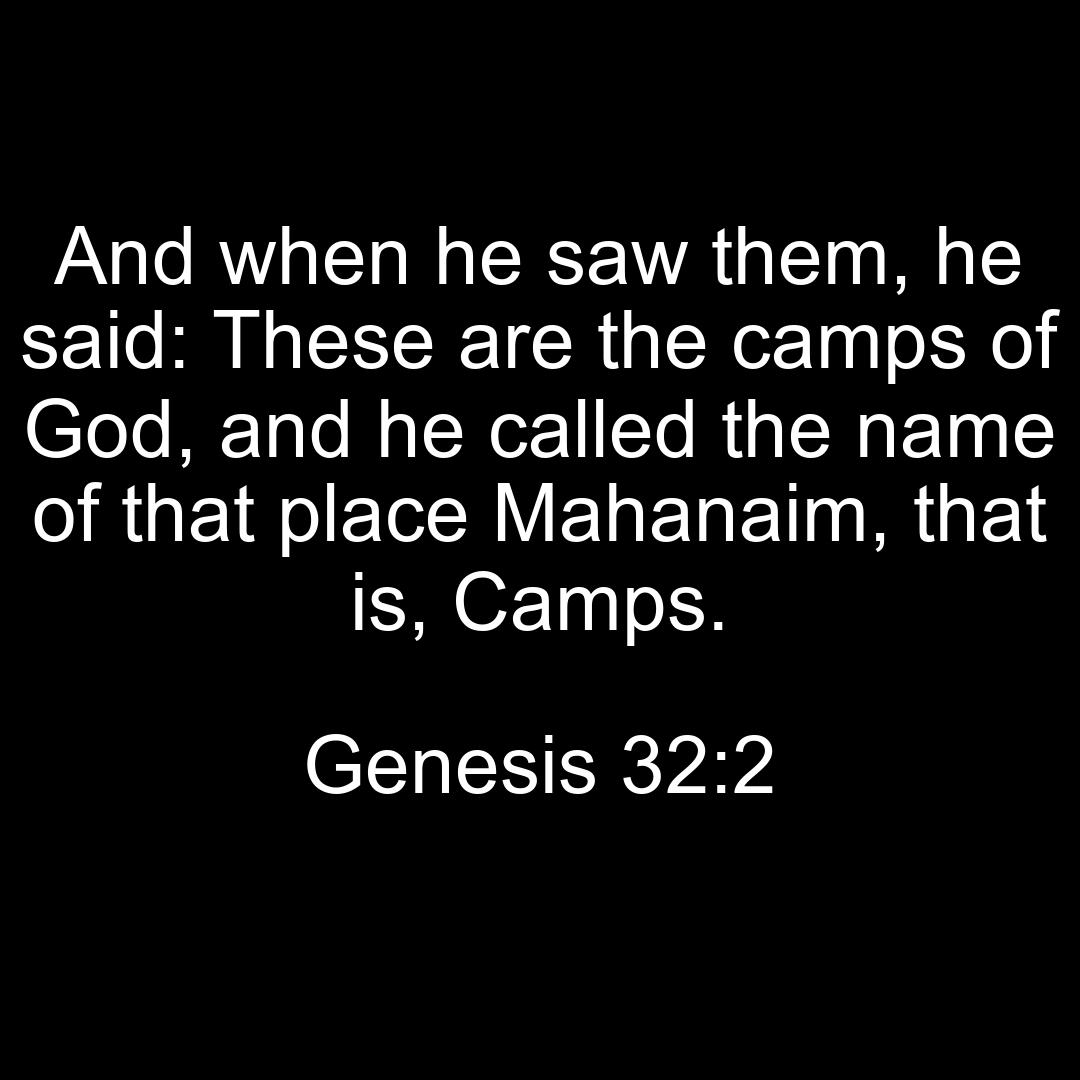 And when he saw them, he
said: These are the camps of
God, and he called the name
of that place Mahanaim, that
is, Camps.
Genesis 32:2